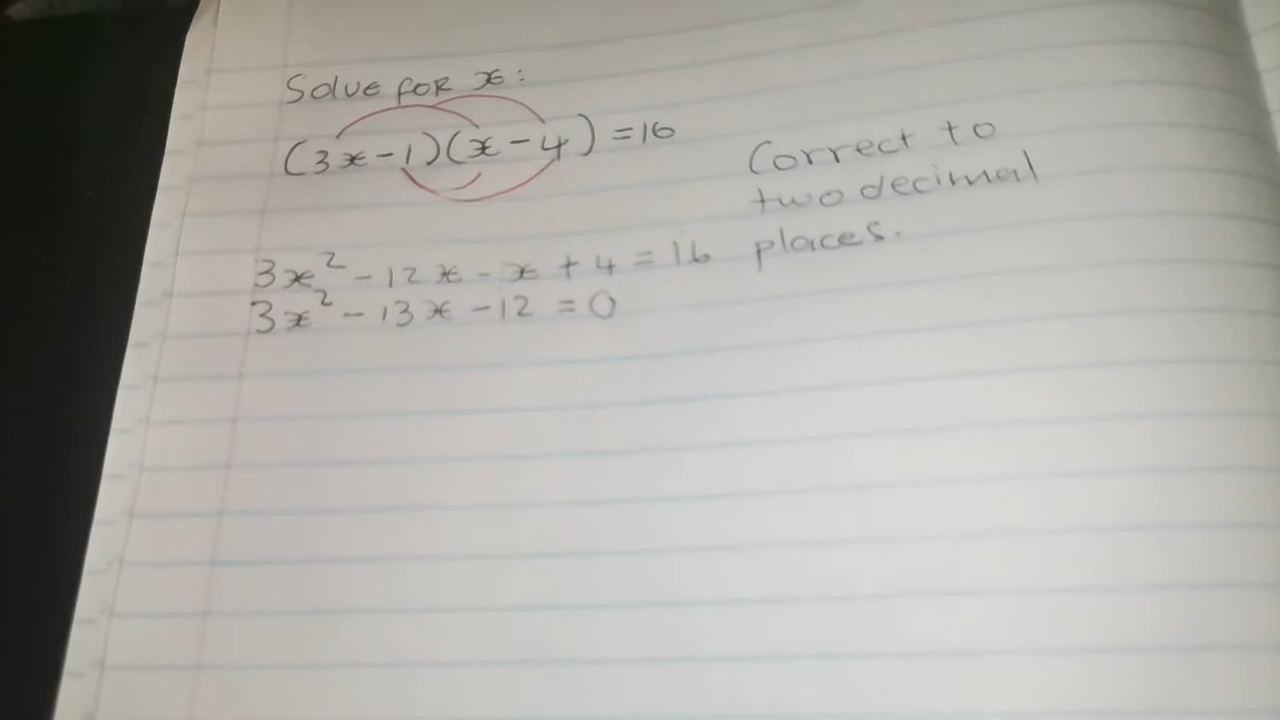 Solve for x:
(3x-1)(x-4) = 16
Correct to
two decimal
places.
3x² - 12x - x + 4 = 16
3x² - 13x - 12 = 0